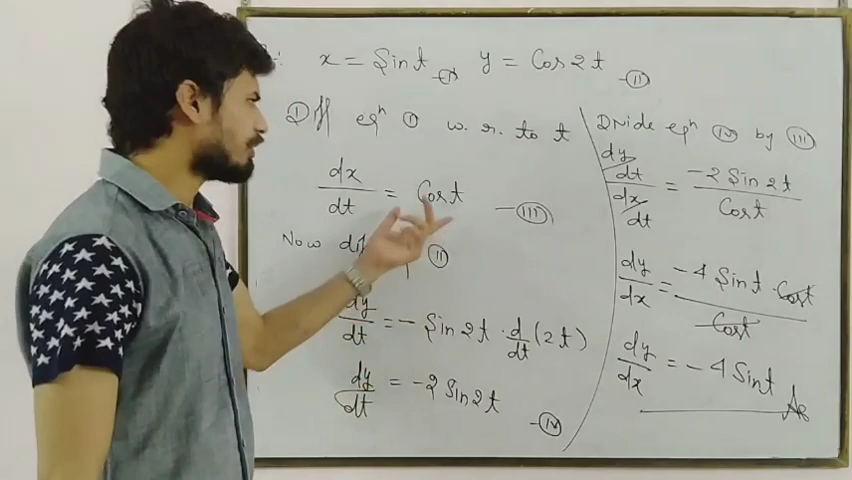 : x = Sin t —(I) y = Cos 2t —(II)
Diff eqⁿ (I) w. r. to t
dx/dt = Cos t —(III)
Now (II)
dy/dt = - Sin 2t · d/dt (2t)
dy/dt = -2 Sin 2t —(IV)
Divide eqⁿ (IV) by (III)
dy/dt / dx/dt = -2 Sin 2t / Cos t
dy/dx = -4 Sin t · Cos t / Cos t
dy/dx = -4 Sin t